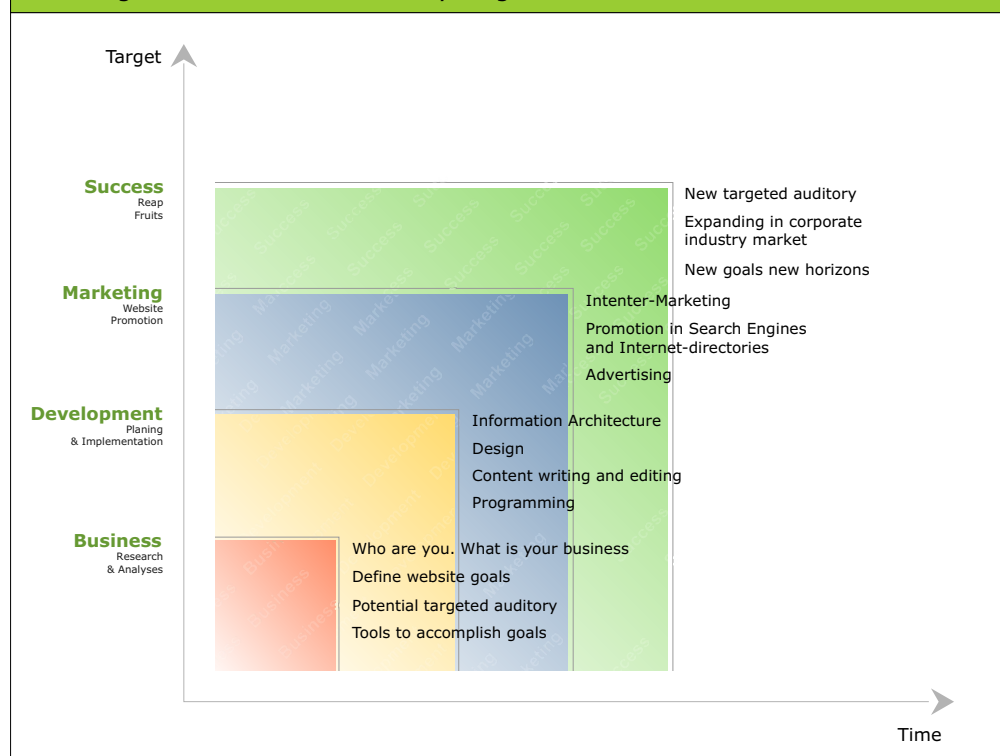 Target
Success
Reap
Fruits
New targeted auditory
Expanding in corporate
industry market
New goals new horizons
Marketing
Website
Promotion
Intenter-Marketing
Promotion in Search Engines
and Internet-directories
Advertising
Development
Planing
& Implementation
Information Architecture
Design
Content writing and editing
Programming
Business
Research
& Analyses
Who are you. What is your business
Define website goals
Potential targeted auditory
Tools to accomplish goals
Time